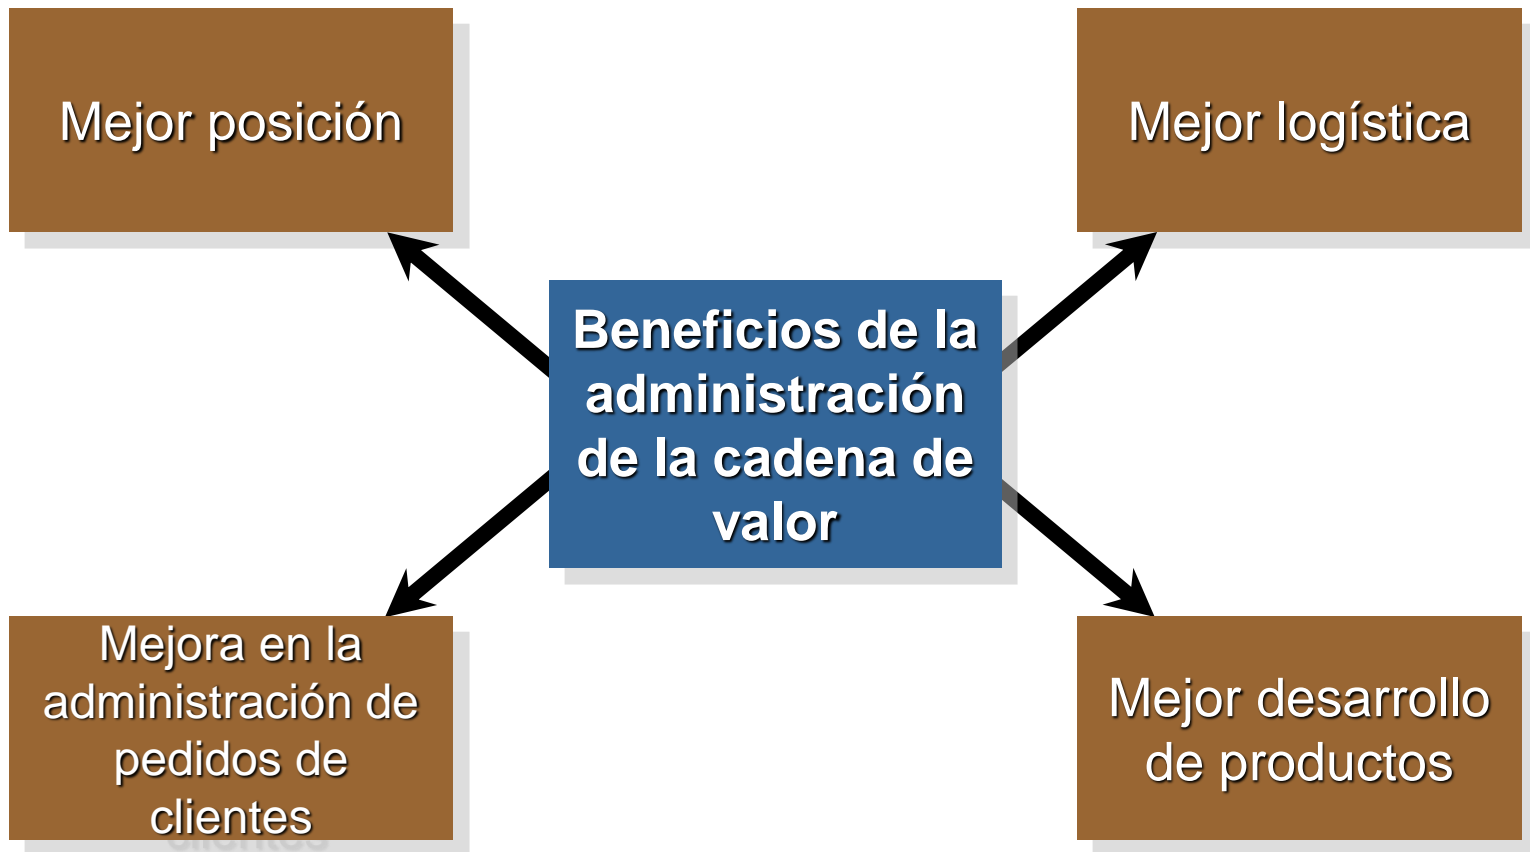 Mejor posición
Mejor logística
Beneficios de la
administración
de la cadena de
valor
Mejora en la
administración de
pedidos de
clientes
Mejor desarrollo
de productos